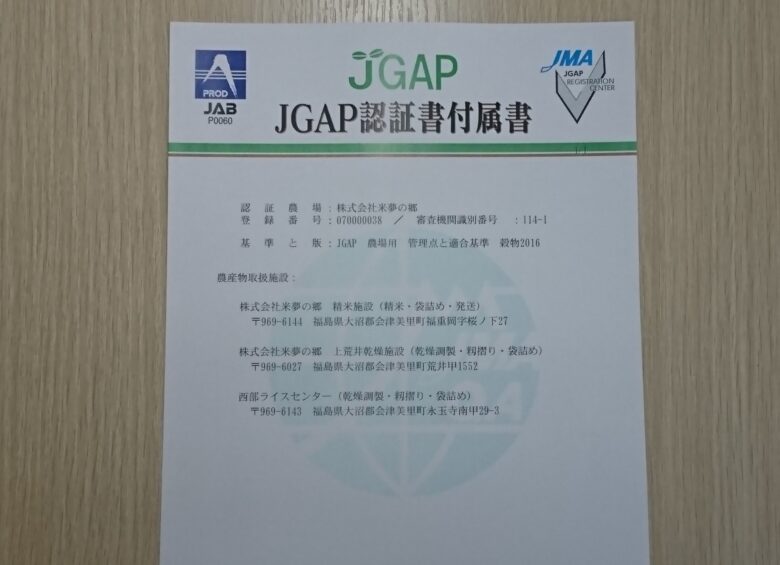 PROD
JAB
P0060
JGAP
JMA
JGAP
REGISTRATION
CENTER
JGAP認証書付属書
認証農場：株式会社米夢の郷
登録番号：070000038 ／ 審査機関識別番号 ：114-1
基準と版：JGAP 農場用 管理点と適合基準 穀物2016
農産物取扱施設：
株式会社米夢の郷 精米施設（精米・袋詰め・発送）
〒969-6144 福島県大沼郡会津美里町福重岡字桜ノ下27
株式会社米夢の郷 上荒井乾燥施設（乾燥調製・籾摺り・袋詰め）
〒969-6027 福島県大沼郡会津美里町荒井甲1552
西部ライスセンター（乾燥調製・籾摺り・袋詰め）
〒969-6143 福島県大沼郡会津美里町永玉寺南甲29-3